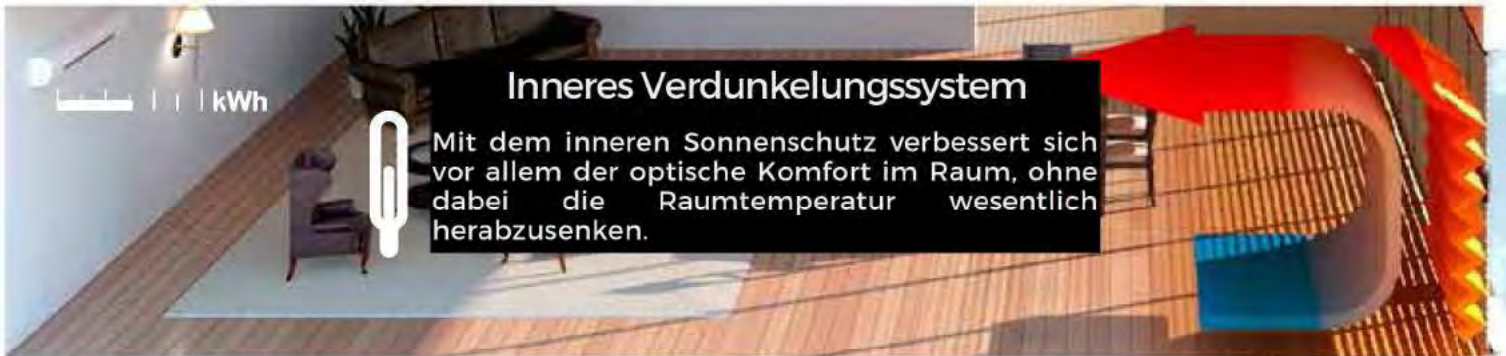 kWh
Inneres Verdunkelungssystem
Mit dem inneren Sonnenschutz verbessert sich
vor allem der optische Komfort im Raum, ohne
dabei die Raumtemperatur wesentlich
herabzusenken.